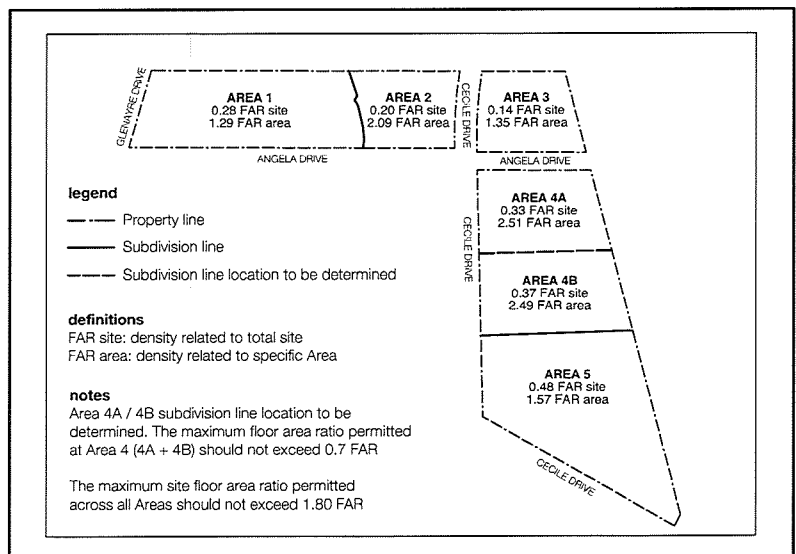 GLENAYRE DRIVE
AREA 1
0.28 FAR site
1.29 FAR area
AREA 2
0.20 FAR site
2.09 FAR area
CECILE DRIVE
AREA 3
0.14 FAR site
1.35 FAR area
ANGELA DRIVE
ANGELA DRIVE
legend
Property line
Subdivision line
Subdivision line location to be determined
CECILE DRIVE
AREA 4A
0.33 FAR site
2.51 FAR area
AREA 4B
0.37 FAR site
2.49 FAR area
definitions
FAR site: density related to total site
FAR area: density related to specific Area
AREA 5
0.48 FAR site
1.57 FAR area
notes
Area 4A / 4B subdivision line location to be
determined. The maximum floor area ratio permitted
at Area 4 (4A + 4B) should not exceed 0.7 FAR
The maximum site floor area ratio permitted
across all Areas should not exceed 1.80 FAR
CECILE DRIVE